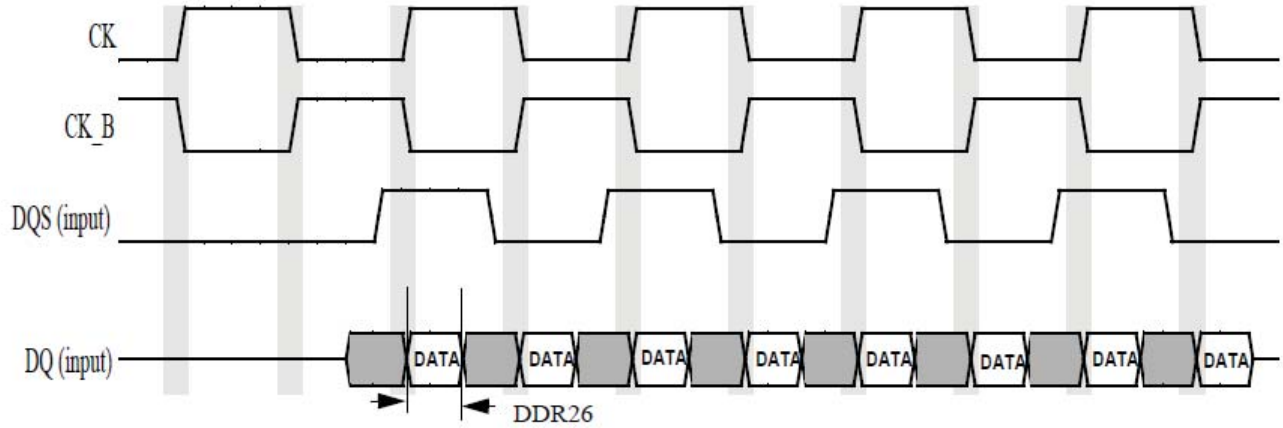 CK
CK_B
DQS (input)
DQ (input) DATA DATA DATA DATA DATA DATA DATA DATA
DDR26